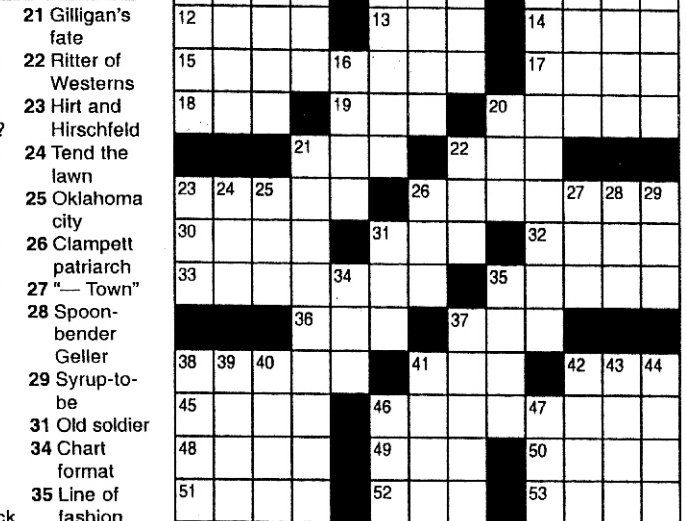 21 Gilligan's
fate
22 Ritter of
Westerns
23 Hirt and
? Hirschfeld
24 Tend the
lawn
25 Oklahoma
city
26 Clampett
patriarch
27 "— Town"
28 Spoon-
bender
Geller
29 Syrup-to-
be
31 Old soldier
34 Chart
format
35 Line of
ck fashion
12 13 14
15 16 17
18 19 20
21 22
23 24 25 26 27 28 29
30 31 32
33 34 35
36 37
38 39 40 41 42 43 44
45 46 47
48 49 50
51 52 53